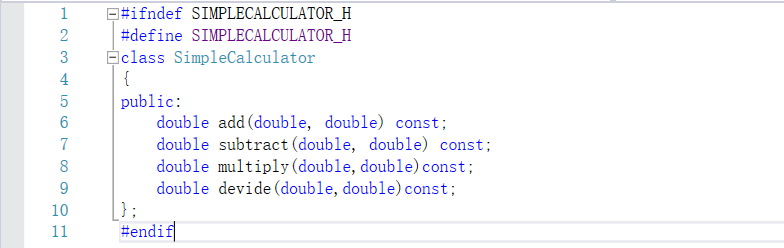 1 #ifndef SIMPLECALCULATOR_H
2 #define SIMPLECALCULATOR_H
3 class SimpleCalculator
4 {
5 public:
6 double add(double, double) const;
7 double subtract(double, double) const;
8 double multiply(double,double)const;
9 double devide(double,double)const;
10 };
11 #endif